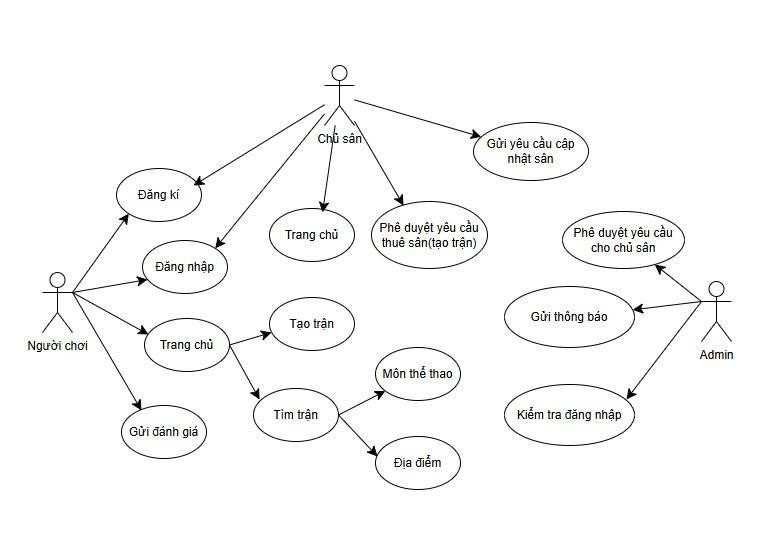 Chủ sân
Gửi yêu cầu cập
nhật sân
Đăng kí
Trang chủ
Phê duyệt yêu cầu
thuê sân(tạo trận)
Phê duyệt yêu cầu
cho chủ sân
Đăng nhập
Người chơi
Trang chủ
Tạo trận
Gửi thông báo
Admin
Môn thể thao
Tìm trận
Kiểm tra đăng nhập
Gửi đánh giá
Địa điểm